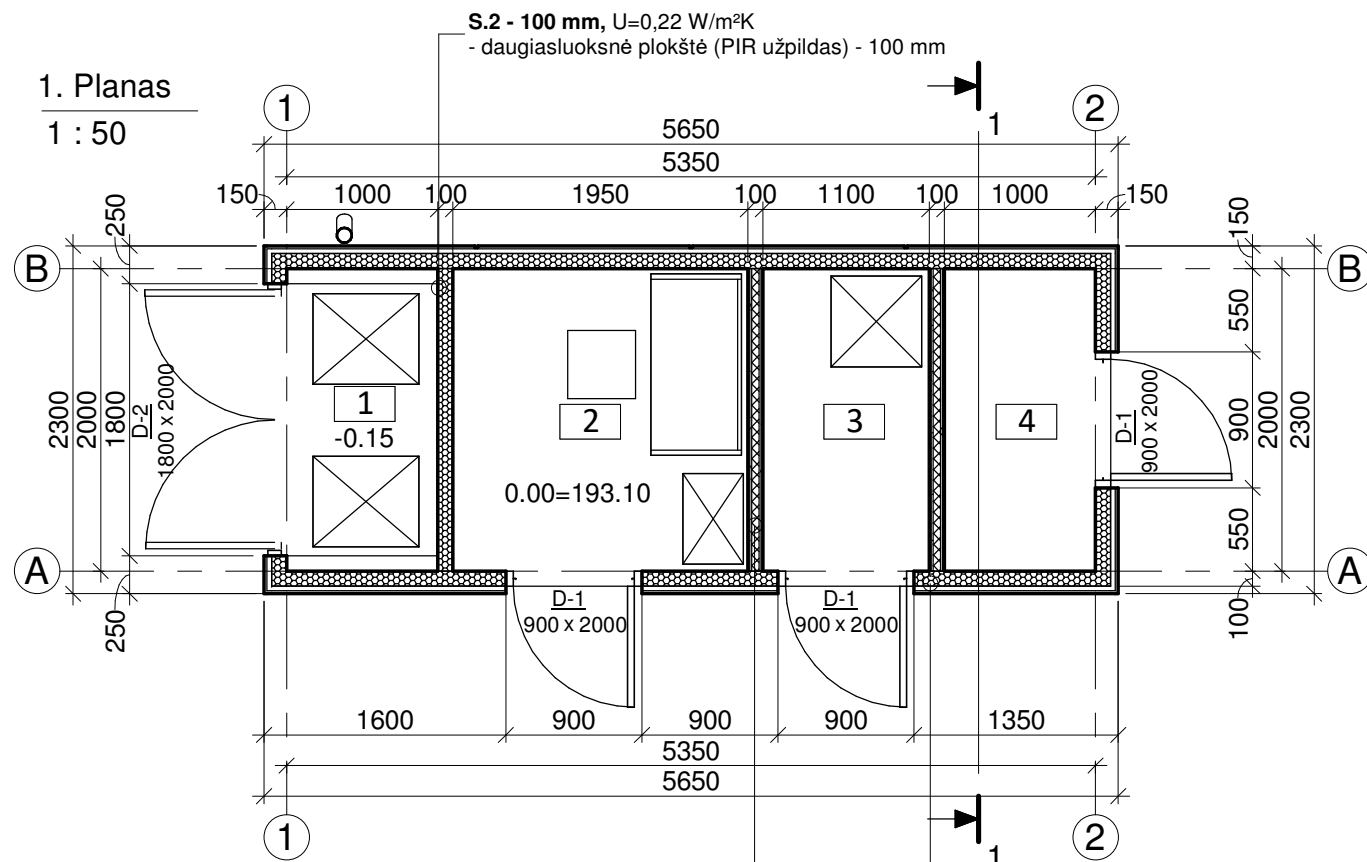 S.2 - 100 mm, U=0,22 W/m²K
- daugiasluoksnė plokštė (PIR užpildas) - 100 mm
1. Planas
1 : 50
1
2
1
5650
5350
150 1000 100 1950 100 1100 100 1000 150
250
150
B
B
550
2300
2000
1800
D-2
1800 x 2000
1
-0.15
2
3
4
0.00=193.10
D-1
900 x 2000
900
2000
2300
550
A
A
250
100
D-1
900 x 2000
D-1
900 x 2000
1600 900 900 900 1350
5350
5650
1
2
1